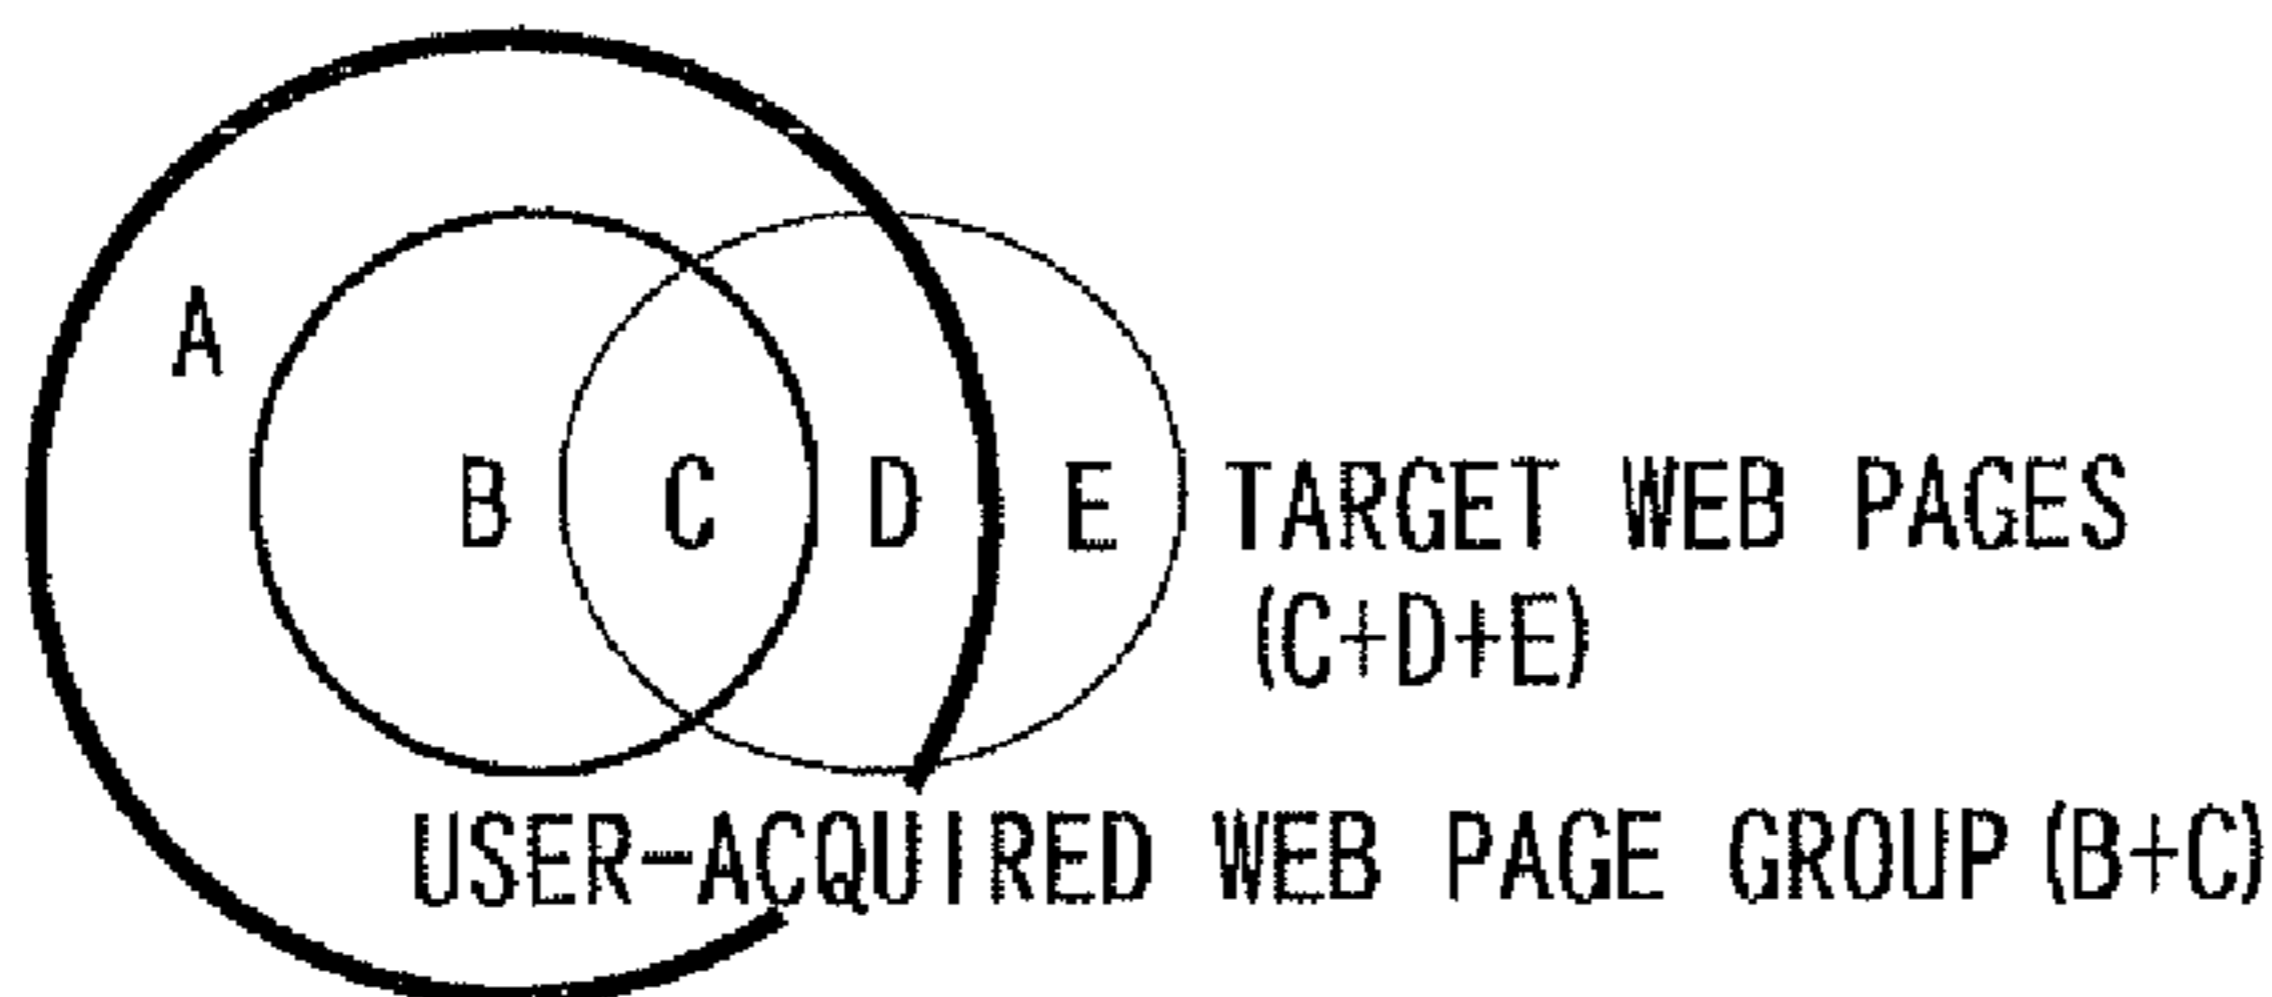 A
B C D E TARGET WEB PAGES
(C+D+E)
USER-ACQUIRED WEB PAGE GROUP(B+C)